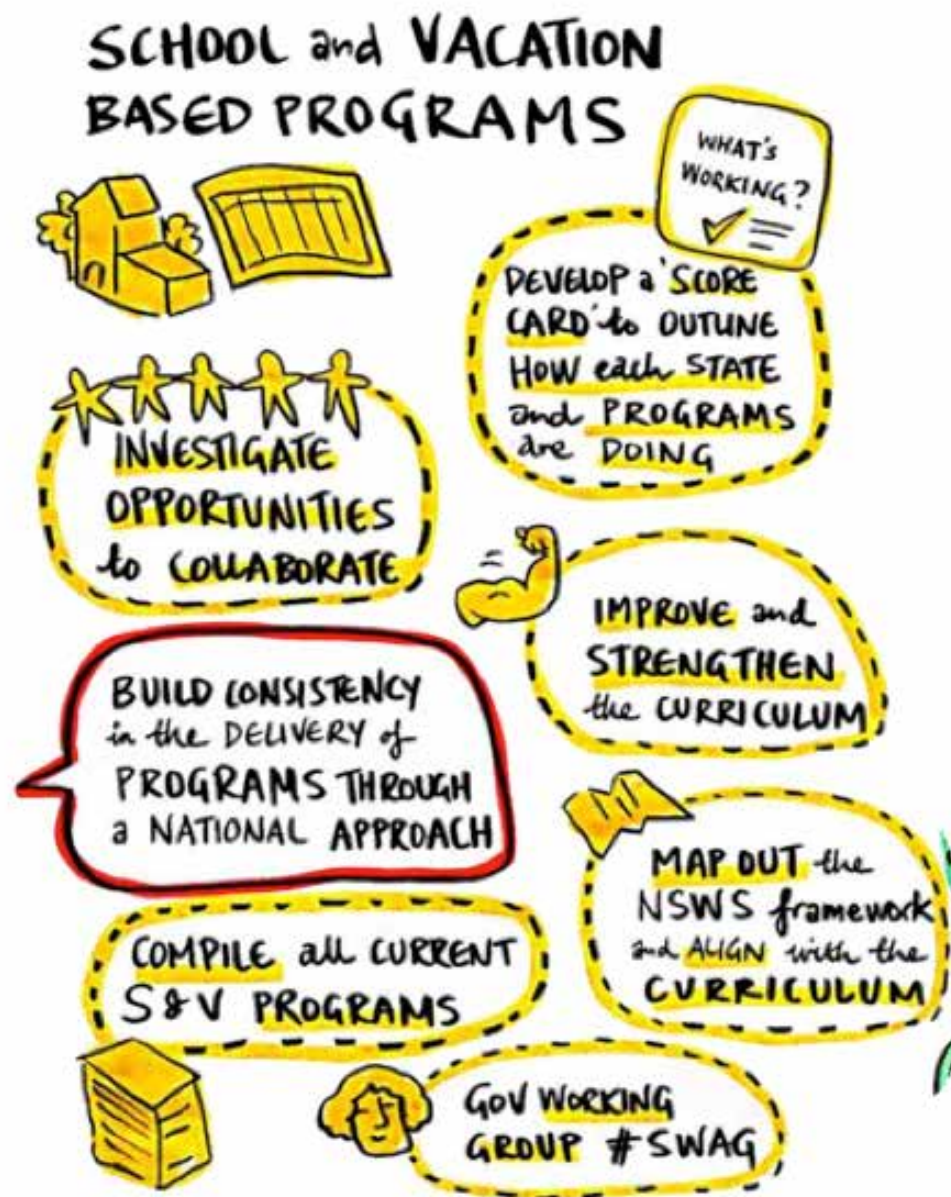 SCHOOL and VACATION
BASED PROGRAMS
WHAT'S
WORKING?
DEVELOP a 'SCORE
CARD' to OUTLINE
HOW each STATE
and PROGRAMS
are DOING
INVESTIGATE
OPPORTUNITIES
to COLLABORATE
IMPROVE and
STRENGTHEN
the CURRICULUM
BUILD CONSISTENCY
in the DELIVERY of
PROGRAMS THROUGH
a NATIONAL APPROACH
MAP OUT the
NSWS framework
and ALIGN with the
CURRICULUM
COMPILE all CURRENT
S & V PROGRAMS
GOV WORKING
GROUP #SWAG